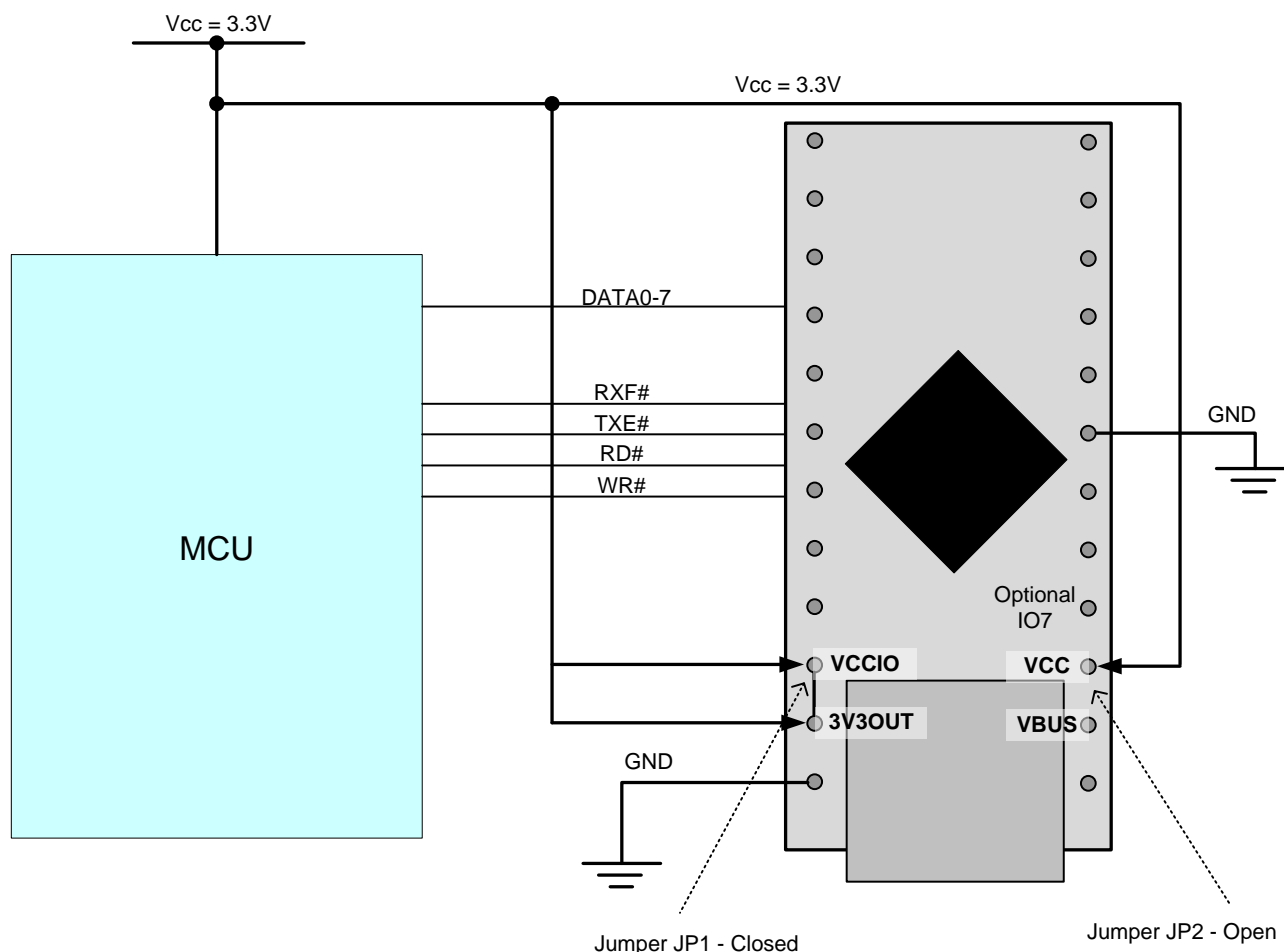 Vcc = 3.3V
Vcc = 3.3V
DATA0-7
RXF#
TXE#
RD#
WR#
MCU
GND
Optional
IO7
VCCIO
VCC
3V3OUT
VBUS
GND
Jumper JP1 - Closed
Jumper JP2 - Open